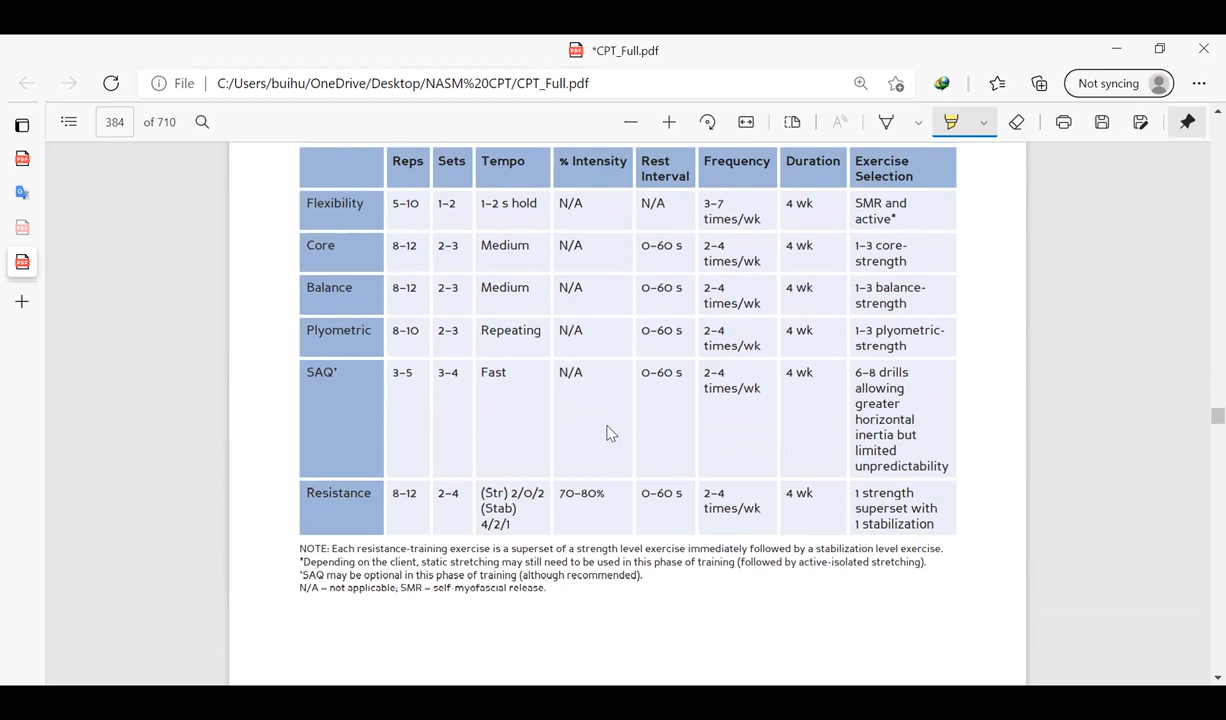 *CPT_Full.pdf
File C:/Users/buihu/OneDrive/Desktop/NASM%20CPT/CPT_Full.pdf Not syncing
384 of 710
Reps Sets Tempo % Intensity Rest Interval Frequency Duration Exercise Selection
Flexibility 5–10 1–2 1–2 s hold N/A N/A 3–7 times/wk 4 wk SMR and active*
Core 8–12 2–3 Medium N/A 0–60 s 2–4 times/wk 4 wk 1–3 core-strength
Balance 8–12 2–3 Medium N/A 0–60 s 2–4 times/wk 4 wk 1–3 balance-strength
Plyometric 8–10 2–3 Repeating N/A 0–60 s 2–4 times/wk 4 wk 1–3 plyometric-strength
SAQ† 3–5 3–4 Fast N/A 0–60 s 2–4 times/wk 4 wk 6–8 drills allowing greater horizontal inertia but limited unpredictability
Resistance 8–12 2–4 (Str) 2/0/2 (Stab) 4/2/1 70–80% 0–60 s 2–4 times/wk 4 wk 1 strength superset with 1 stabilization
NOTE: Each resistance-training exercise is a superset of a strength level exercise immediately followed by a stabilization level exercise.
*Depending on the client, static stretching may still need to be used in this phase of training (followed by active-isolated stretching).
†SAQ may be optional in this phase of training (although recommended).
N/A = not applicable; SMR = self-myofascial release.